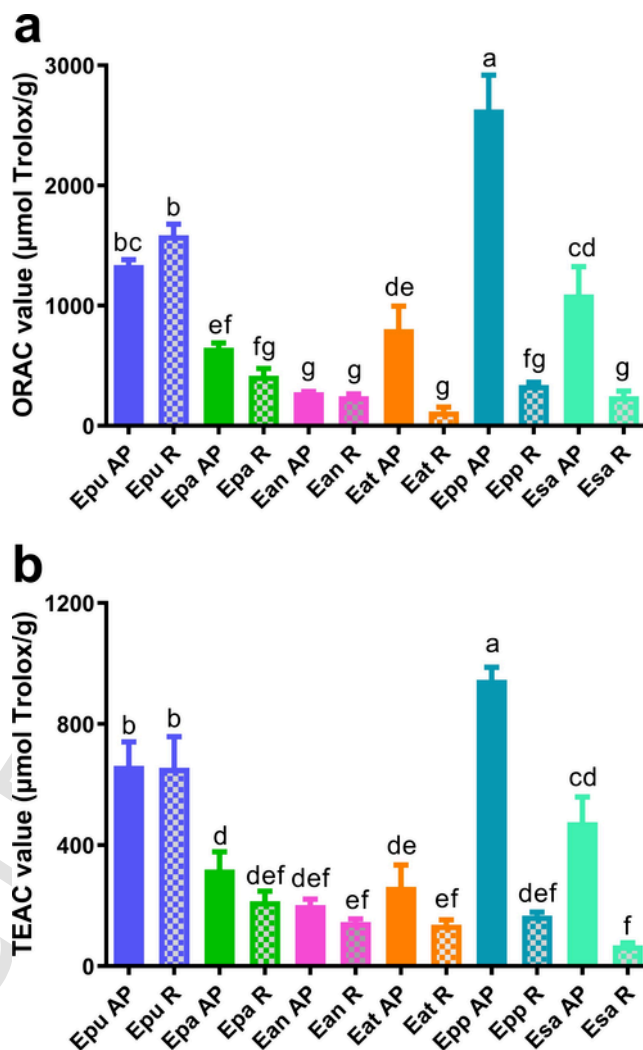 a
ORAC value (µmol Trolox/g)
3000
2000
1000
0
bc
b
ef
fg
g
g
de
g
a
fg
cd
g
Epu AP
Epu R
Epa AP
Epa R
Ean AP
Ean R
Eat AP
Eat R
Epp AP
Epp R
Esa AP
Esa R
b
TEAC value (µmol Trolox/g)
1200
800
400
0
b
b
d
def
def
ef
de
ef
a
def
cd
f
Epu AP
Epu R
Epa AP
Epa R
Ean AP
Ean R
Eat AP
Eat R
Epp AP
Epp R
Esa AP
Esa R